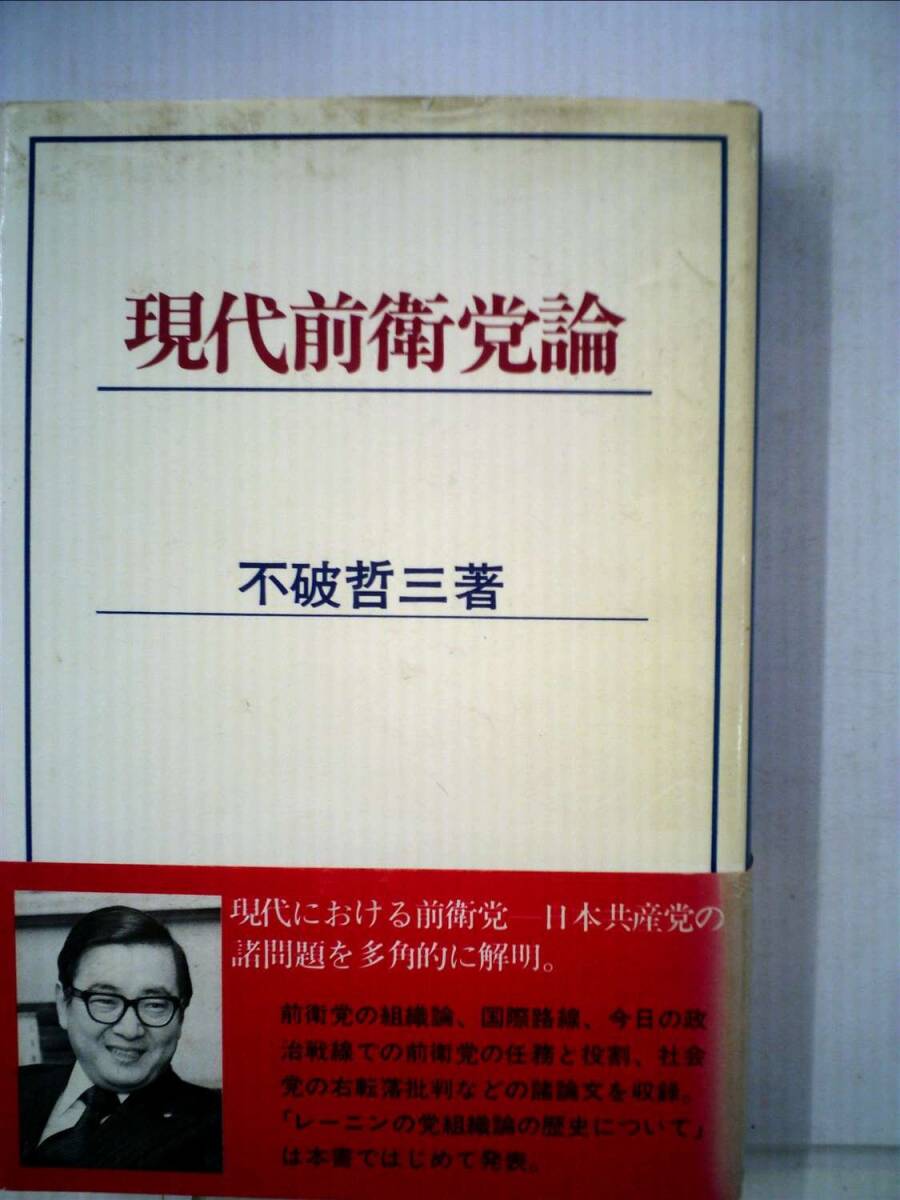 現代前衛党論
不破哲三著
現代における前衛党—日本共産党の
諸問題を多角的に解明。
前衛党の組織論、国際路線、今日の政
治戦線での前衛党の任務と役割、社会
党の右転落批判などの諸論文を収録。
「レーニンの党組織論の歴史について」
は本書ではじめて発表。